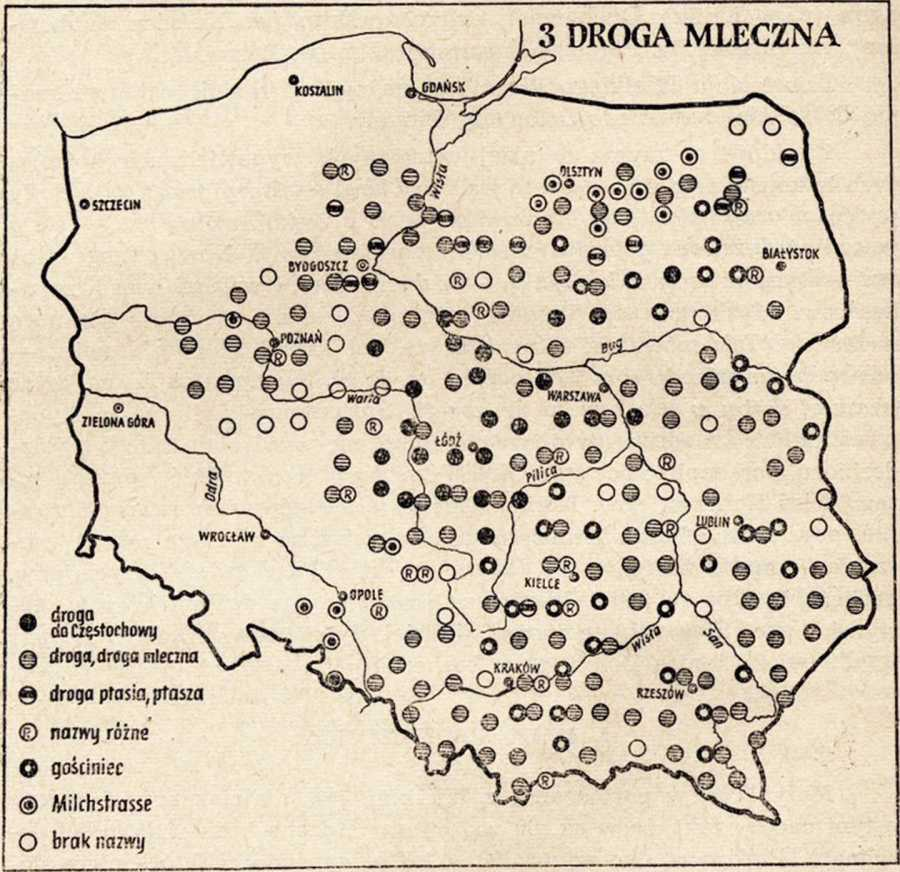 3 DROGA MLECZNA
KOSZALIN
GDAŃSK
OLSZTYN
Wisła
SZCZECIN
BIAŁYSTOK
BYDGOSZCZ
POZNAŃ
Bug
WARSZAWA
Warta
ZIELONA GÓRA
ŁÓDŹ
Pilica
Odra
WROCŁAW
LUBLIN
KIELCE
OPOLE
Wisła
San
KRAKÓW
RZESZÓW
droga
do Częstochowy
droga, droga mleczna
droga ptasia, ptasza
R nazwy różne
gościniec
Milchstrasse
brak nazwy